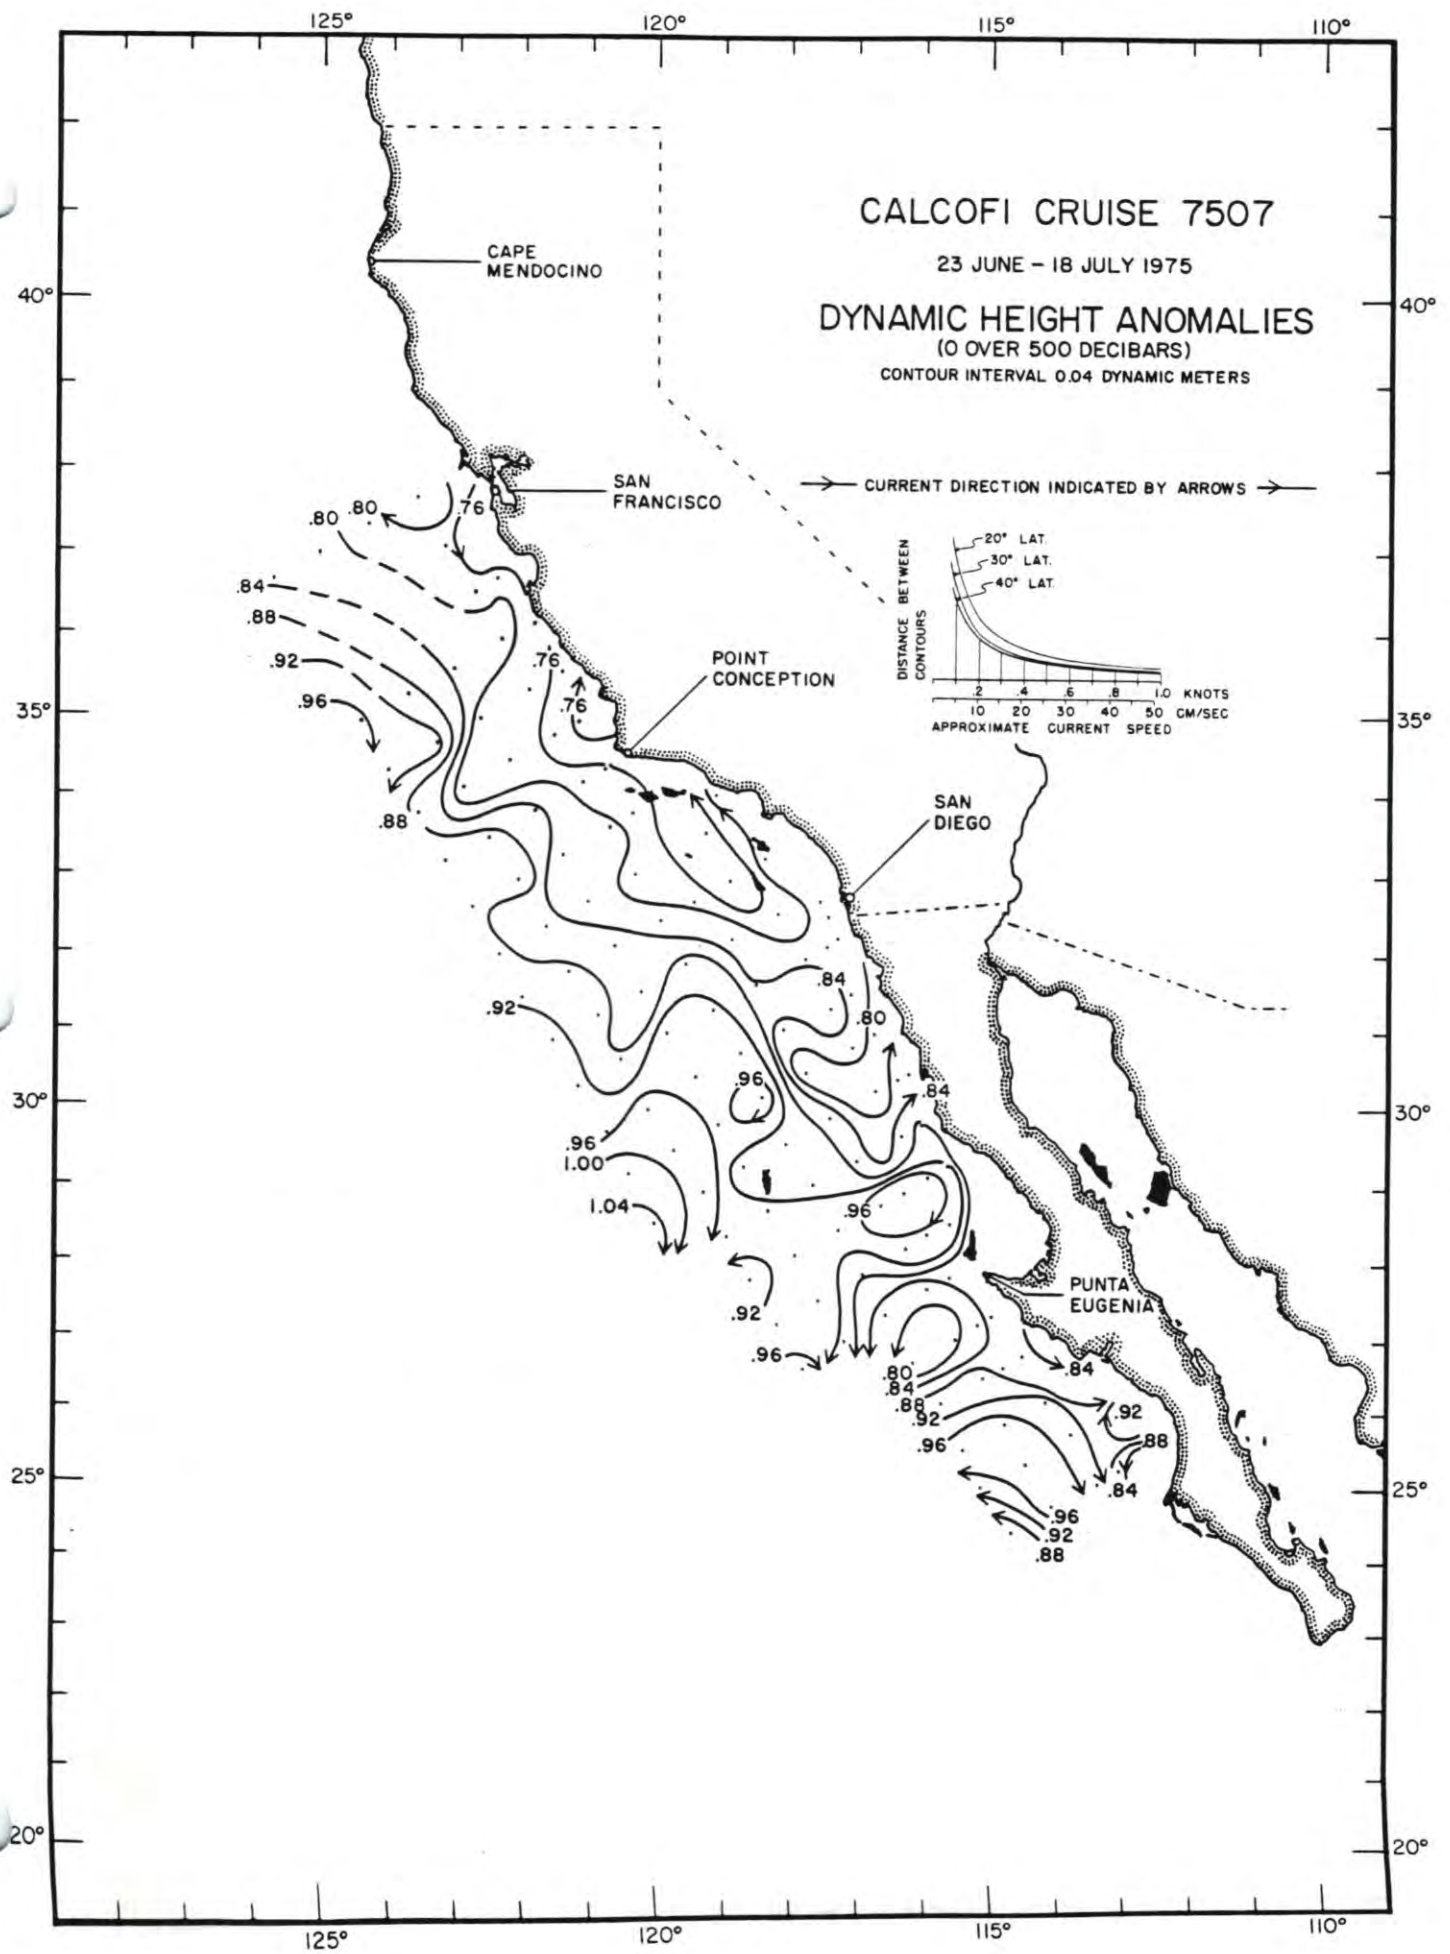 125° 120° 115° 110°
CALCOFI CRUISE 7507
23 JUNE – 18 JULY 1975
DYNAMIC HEIGHT ANOMALIES
(0 OVER 500 DECIBARS)
CONTOUR INTERVAL 0.04 DYNAMIC METERS
CAPE
MENDOCINO
40° 40°
SAN
FRANCISCO
CURRENT DIRECTION INDICATED BY ARROWS
.80 .80 .76
DISTANCE BETWEEN
CONTOURS
20° LAT.
30° LAT.
40° LAT.
.2 .4 .6 .8 1.0 KNOTS
10 20 30 40 50 CM/SEC
APPROXIMATE CURRENT SPEED
.84
.88
.92
.96
.76
.76
POINT
CONCEPTION
35° 35°
.88
SAN
DIEGO
.84
.92
.80
.96
.84
30° 30°
.96
1.00
1.04
.96
.92
.96
PUNTA
EUGENIA
.80
.84
.88
.92
.96
.84
.92
.88
.84
25° 25°
.96
.92
.88
20° 20°
125° 120° 115° 110°